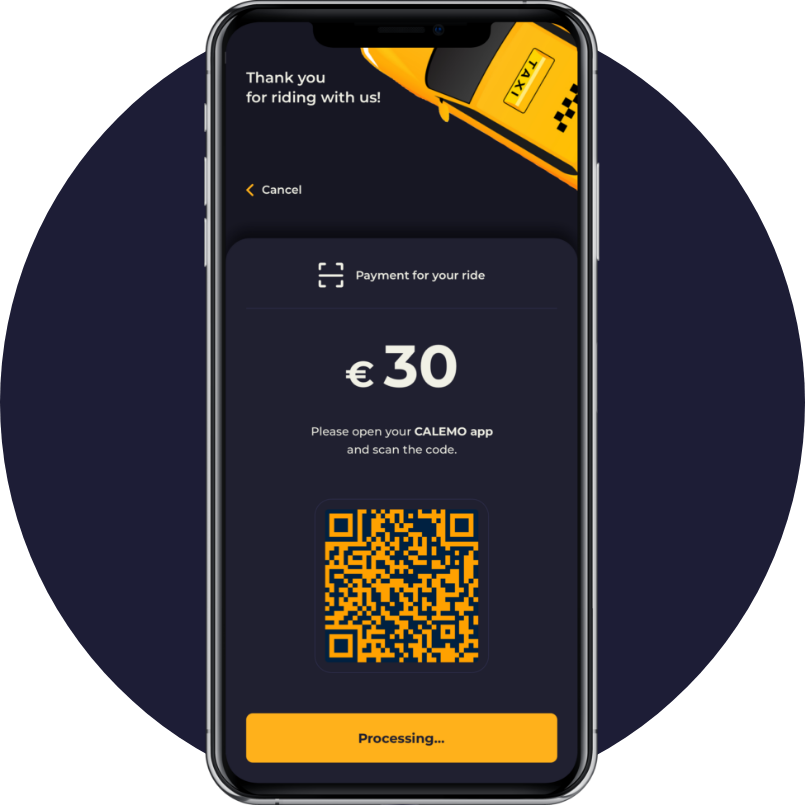 Thank you
for riding with us!
TAXI
Cancel
Payment for your ride
€ 30
Please open your CALEMO app
and scan the code.
Processing...